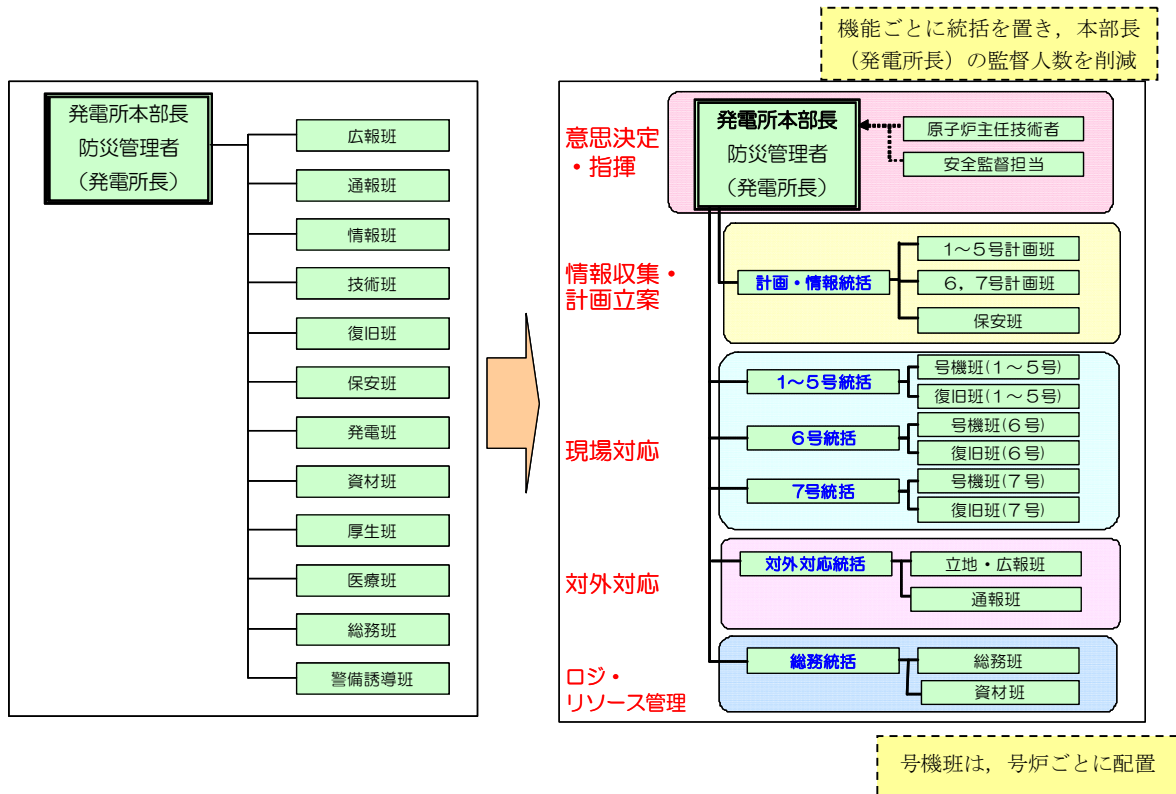 機能ごとに統括を置き，本部長
（発電所長）の監督人数を削減
発電所本部長
防災管理者
（発電所長）
広報班
通報班
情報班
技術班
復旧班
保安班
発電班
資材班
厚生班
医療班
総務班
警備誘導班
意思決定
・指揮
発電所本部長
防災管理者
（発電所長）
原子炉主任技術者
安全監督担当
情報収集・
計画立案
計画・情報統括
１～５号計画班
６，７号計画班
保安班
現場対応
１～５号統括
号機班(１～５号)
復旧班(１～５号)
６号統括
号機班(６号)
復旧班(６号)
７号統括
号機班(７号)
復旧班(７号)
対外対応
対外対応統括
立地・広報班
通報班
ロジ・
リソース管理
総務統括
総務班
資材班
号機班は，号炉ごとに配置